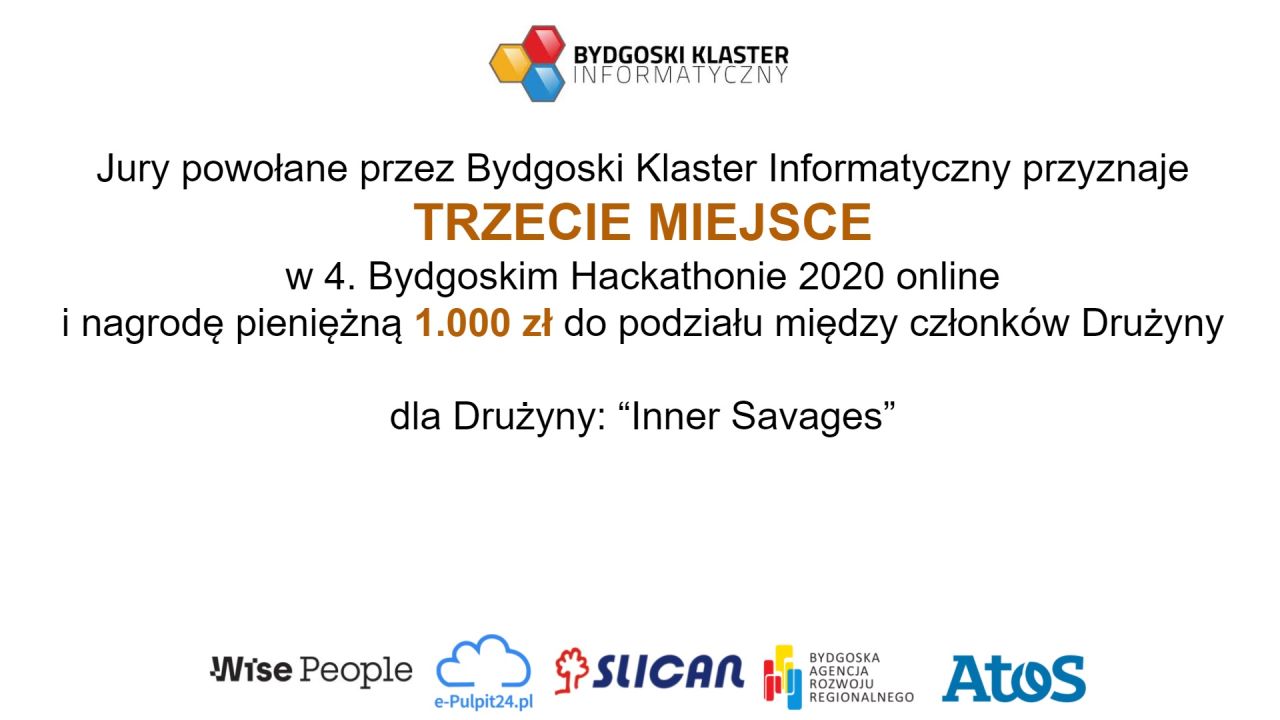 BYDGOSKI KLASTER
INFORMATYCZNY
Jury powołane przez Bydgoski Klaster Informatyczny przyznaje
TRZECIE MIEJSCE
w 4. Bydgoskim Hackathonie 2020 online
i nagrodę pieniężną 1.000 zł do podziału między członków Drużyny
dla Drużyny: “Inner Savages”
Wise People
e-Pulpit24.pl
SLICAN
BYDGOSKA
AGENCJA
ROZWOJU
REGIONALNEGO
Atos